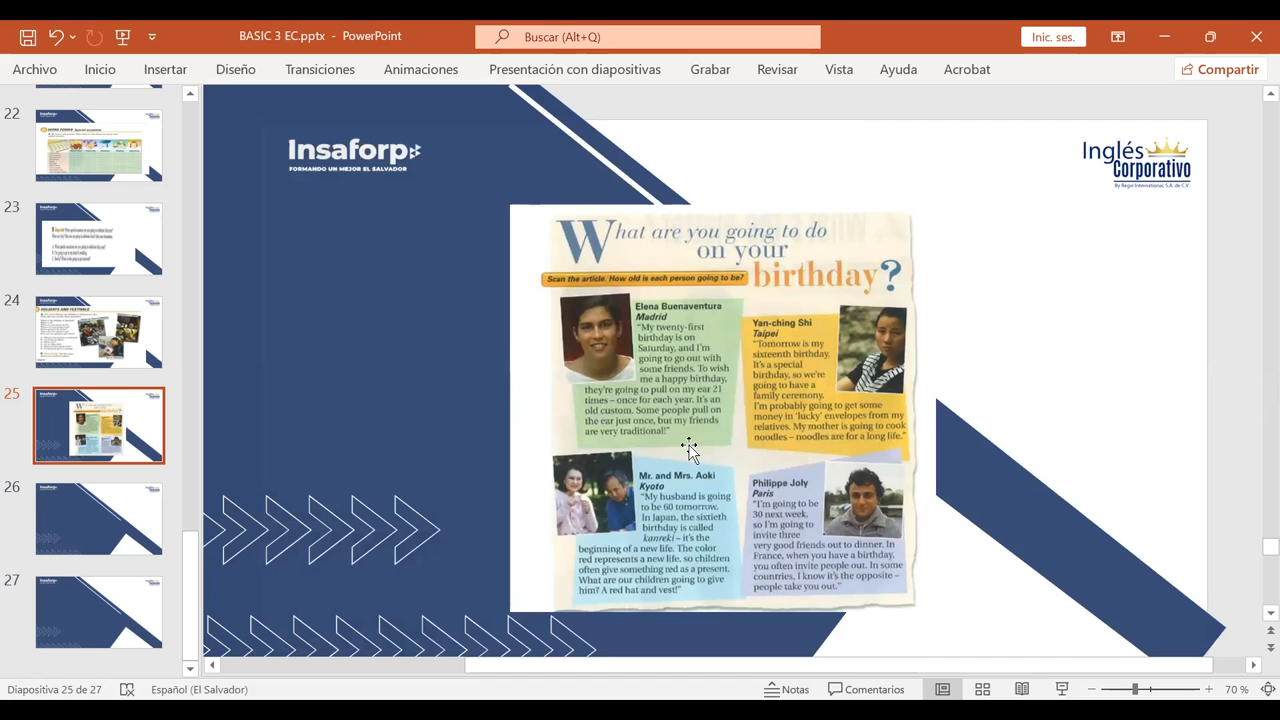 BASIC 3 EC.pptx - PowerPoint
Buscar (Alt+Q)
Inic. ses.
Archivo Inicio Insertar Diseño Transiciones Animaciones Presentación con diapositivas Grabar Revisar Vista Ayuda Acrobat
Compartir
22
23
24
25
26
27
Insaforp
FORMANDO UN MEJOR EL SALVADOR
Inglés
Corporativo
By Regal International, S.A. de C.V.
What are you going to do
on your
birthday?
Scan the article. How old is each person going to be?
Elena Buenaventura
Madrid
"My twenty-first
birthday is on
Saturday, and I'm
going to go out with
some friends. To wish
me a happy birthday,
they're going to pull on my ear 21
times – once for each year. It's an
old custom. Some people pull on
the ear just once, but my friends
are very traditional!"
Yan-ching Shi
Taipei
"Tomorrow is my
sixteenth birthday.
It's a special
birthday, so we're
going to have a
family ceremony.
I'm probably going to get some
money in 'lucky' envelopes from my
relatives. My mother is going to cook
noodles – noodles are for a long life."
Mr. and Mrs. Aoki
Kyoto
"My husband is going
to be 60 tomorrow.
In Japan, the sixtieth
birthday is called
kanreki – it's the
beginning of a new life. The color
red represents a new life, so children
often give something red as a present.
What are our children going to give
him? A red hat and vest!"
Philippe Joly
Paris
"I'm going to be
30 next week,
so I'm going to
invite three
very good friends out to dinner. In
France, when you have a birthday,
you often invite people out. In some
countries, I know it's the opposite –
people take you out."
Diapositiva 25 de 27
Español (El Salvador)
Notas
Comentarios
70 %